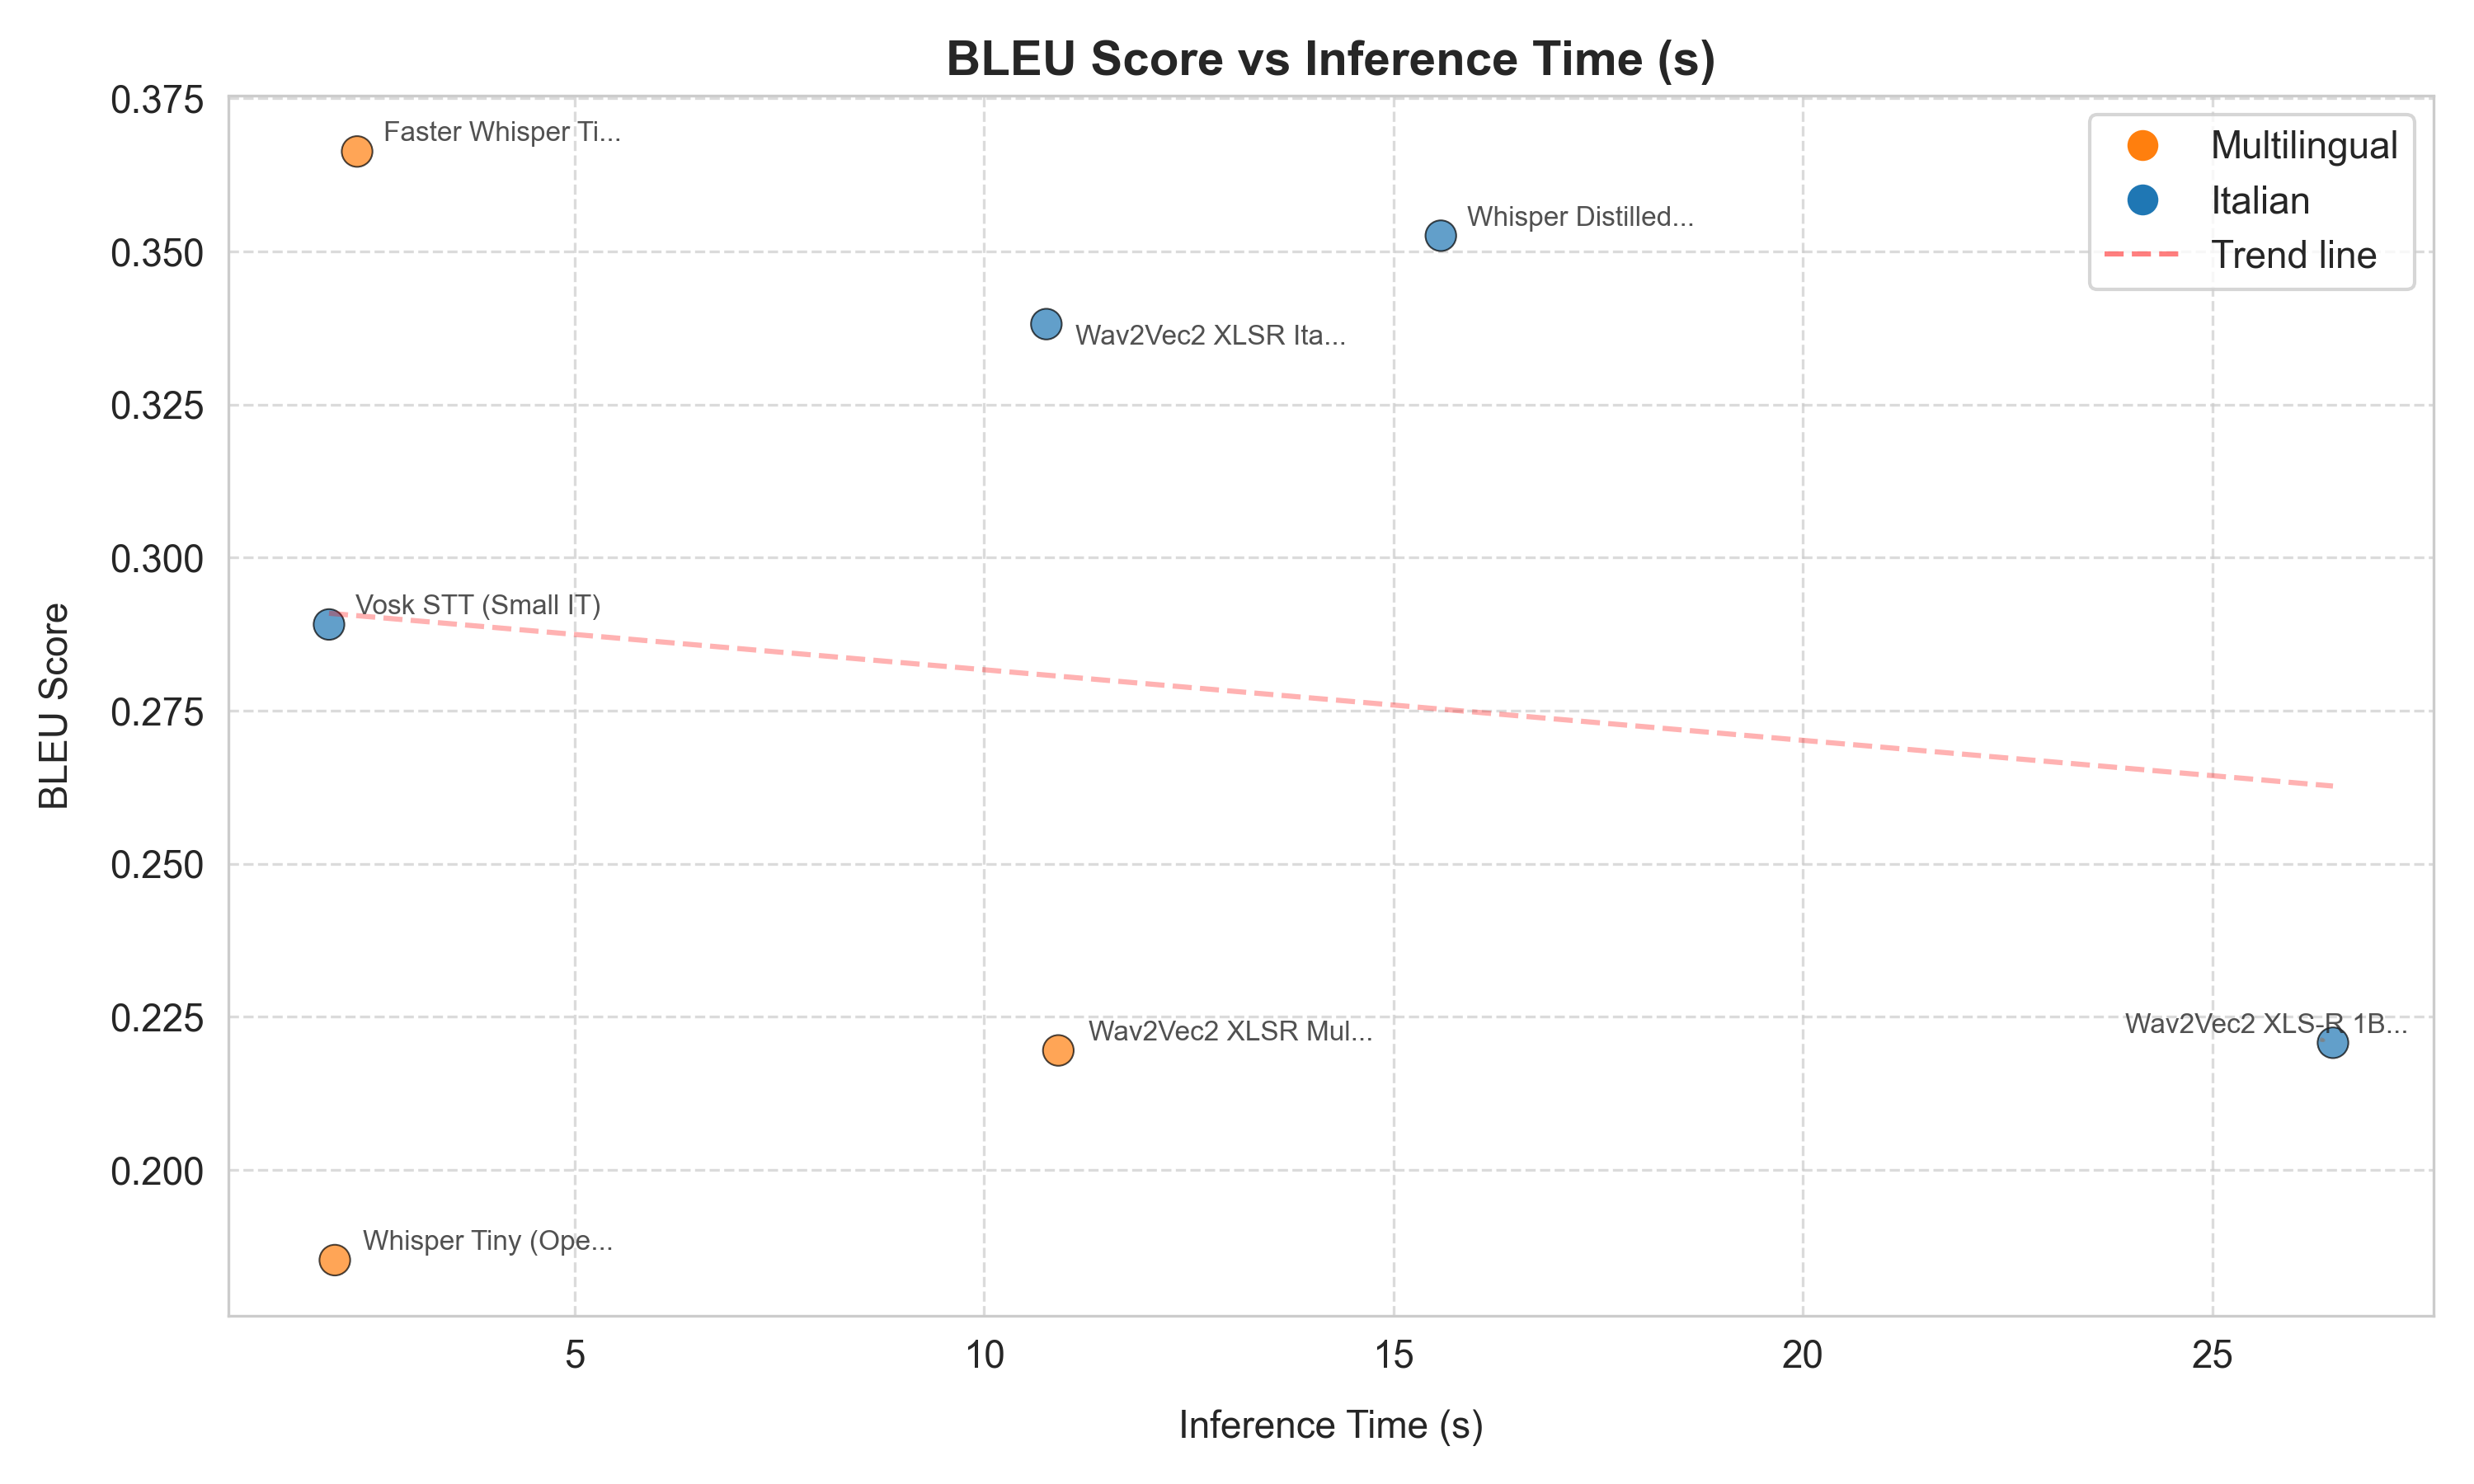 BLEU Score vs Inference Time (s)
0.375
0.350
0.325
0.300
0.275
0.250
0.225
0.200
BLEU Score
Faster Whisper Ti...
Whisper Distilled...
Wav2Vec2 XLSR Ita...
Vosk STT (Small IT)
Wav2Vec2 XLSR Mul...
Wav2Vec2 XLS-R 1B...
Whisper Tiny (Ope...
Multilingual
Italian
Trend line
5
10
15
20
25
Inference Time (s)